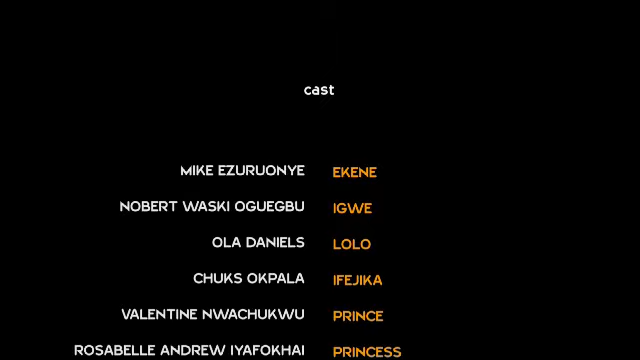 cast
MIKE EZURUONYE EKENE
NOBERT WASKI OGUEGBU IGWE
OLA DANIELS LOLO
CHUKS OKPALA IFEJIKA
VALENTINE NWACHUKWU PRINCE
ROSABELLE ANDREW IYAFOKHAI PRINCESS